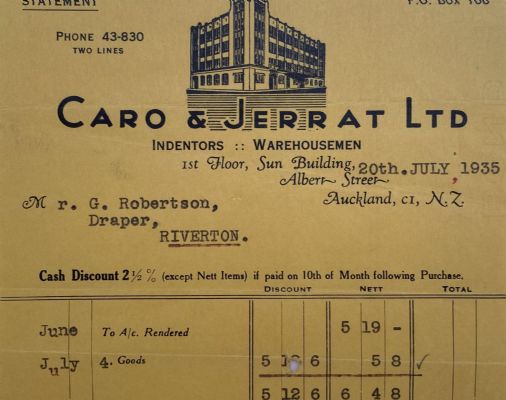 STATEMENT
P.O. BOX 166
PHONE 43-830
TWO LINES
CARO & JERRAT LTD
INDENTORS :: WAREHOUSEMEN
1st Floor, Sun Building, 20th. JULY, 1935
Albert Street
Auckland, C1, N.Z.
Mr. G. Robertson,
Draper,
RIVERTON.
Cash Discount 2½% (except Nett Items) if paid on 10th of Month following Purchase.
DISCOUNT NETT TOTAL
June To A/c. Rendered 5 19 -
July 4. Goods 5 12 6 5 8 ✓
5 12 6 6 4 8